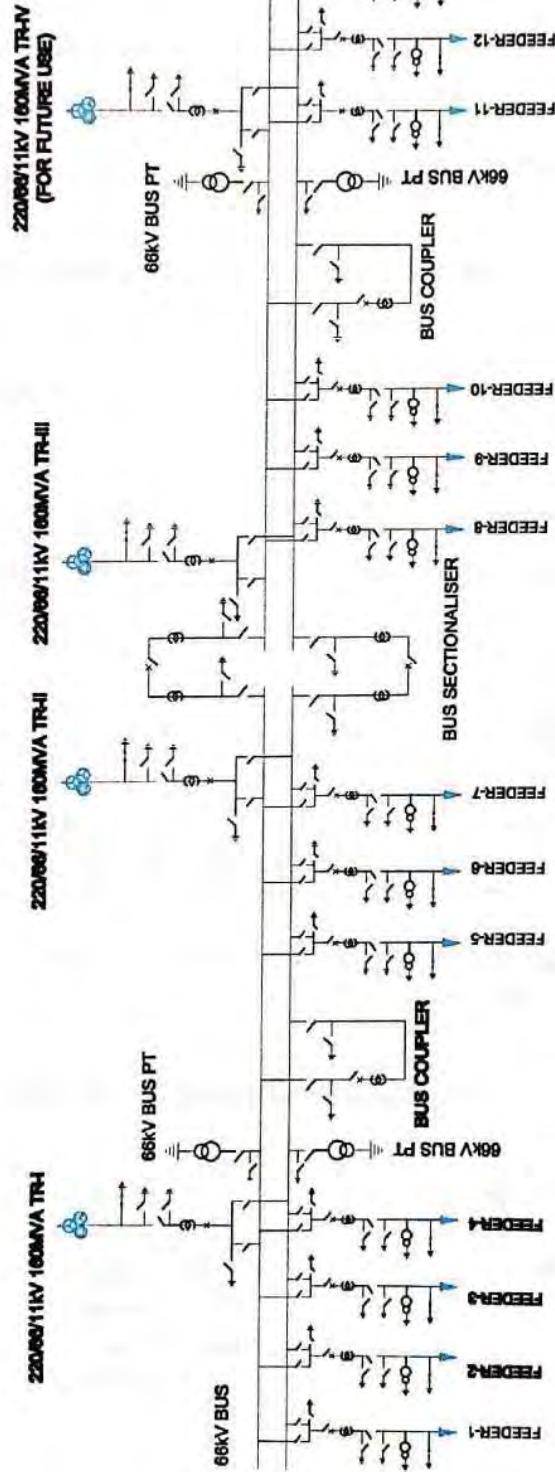 220/66/11kV 160MVA TR-I
220/66/11kV 160MVA TR-II
220/66/11kV 160MVA TR-III
220/66/11kV 160MVA TR-IV
(FOR FUTURE USE)
66kV BUS
66kV BUS PT
66kV BUS PT
66kV BUS PT
66kV BUS PT
BUS COUPLER
BUS SECTIONALISER
BUS COUPLER
FEEDER-1
FEEDER-2
FEEDER-3
FEEDER-4
FEEDER-5
FEEDER-6
FEEDER-7
FEEDER-8
FEEDER-9
FEEDER-10
FEEDER-11
FEEDER-12